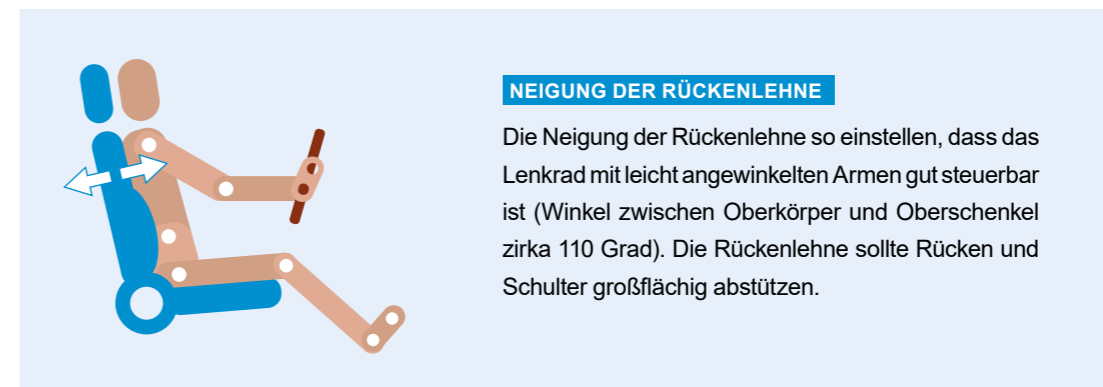 NEIGUNG DER RÜCKENLEHNE
Die Neigung der Rückenlehne so einstellen, dass das
Lenkrad mit leicht angewinkelten Armen gut steuerbar
ist (Winkel zwischen Oberkörper und Oberschenkel
zirka 110 Grad). Die Rückenlehne sollte Rücken und
Schulter großflächig abstützen.